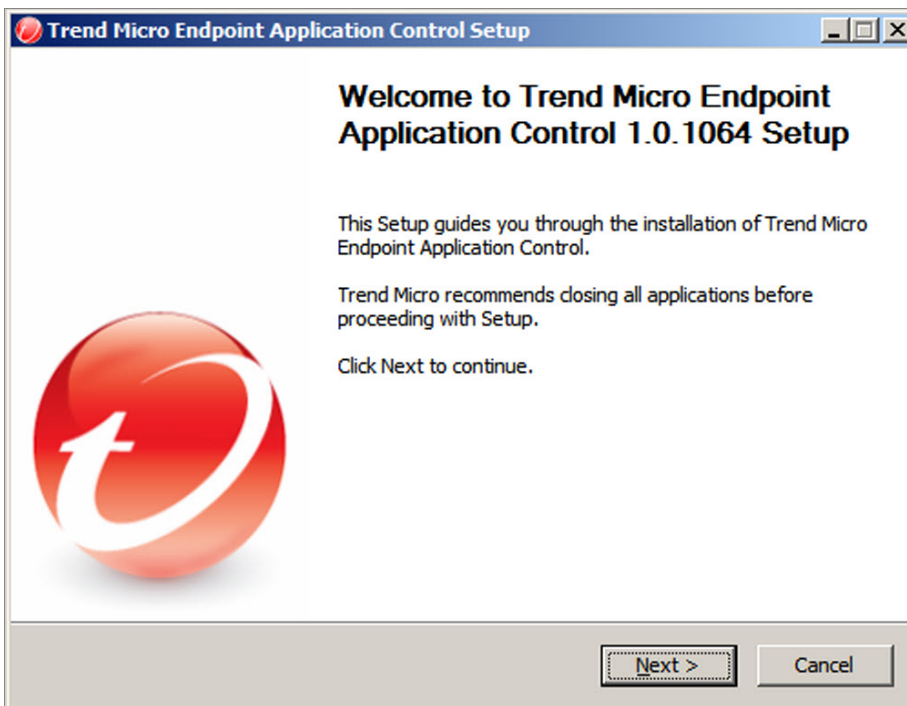 Trend Micro Endpoint Application Control Setup
Welcome to Trend Micro Endpoint
Application Control 1.0.1064 Setup
This Setup guides you through the installation of Trend Micro
Endpoint Application Control.
Trend Micro recommends closing all applications before
proceeding with Setup.
Click Next to continue.
Next >
Cancel